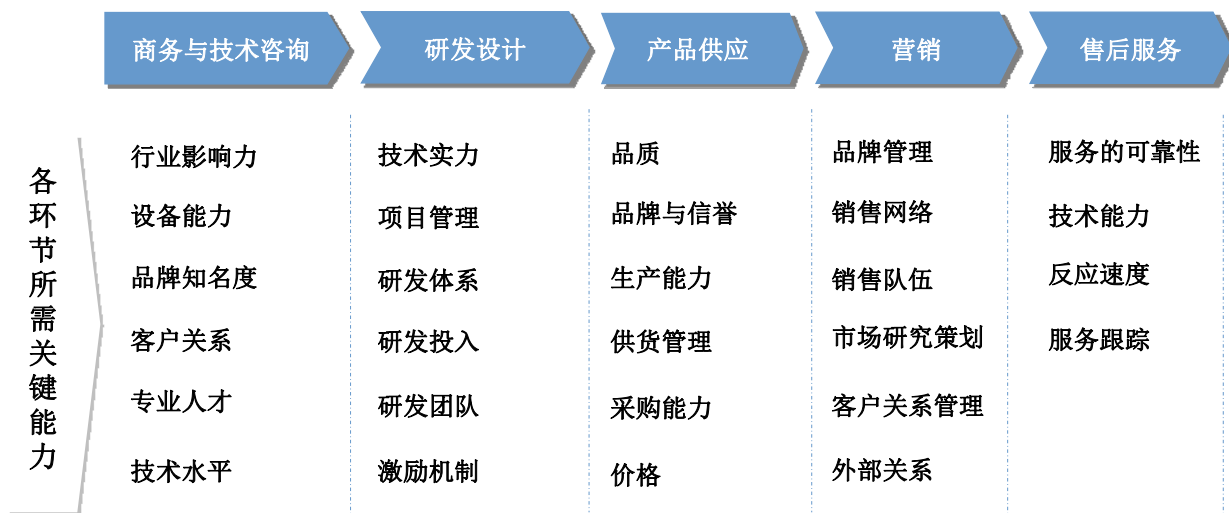 商务与技术咨询
研发设计
产品供应
营销
售后服务
各环节所需关键能力
行业影响力
设备能力
品牌知名度
客户关系
专业人才
技术水平
技术实力
项目管理
研发体系
研发投入
研发团队
激励机制
品质
品牌与信誉
生产能力
供货管理
采购能力
价格
品牌管理
销售网络
销售队伍
市场研究策划
客户关系管理
外部关系
服务的可靠性
技术能力
反应速度
服务跟踪